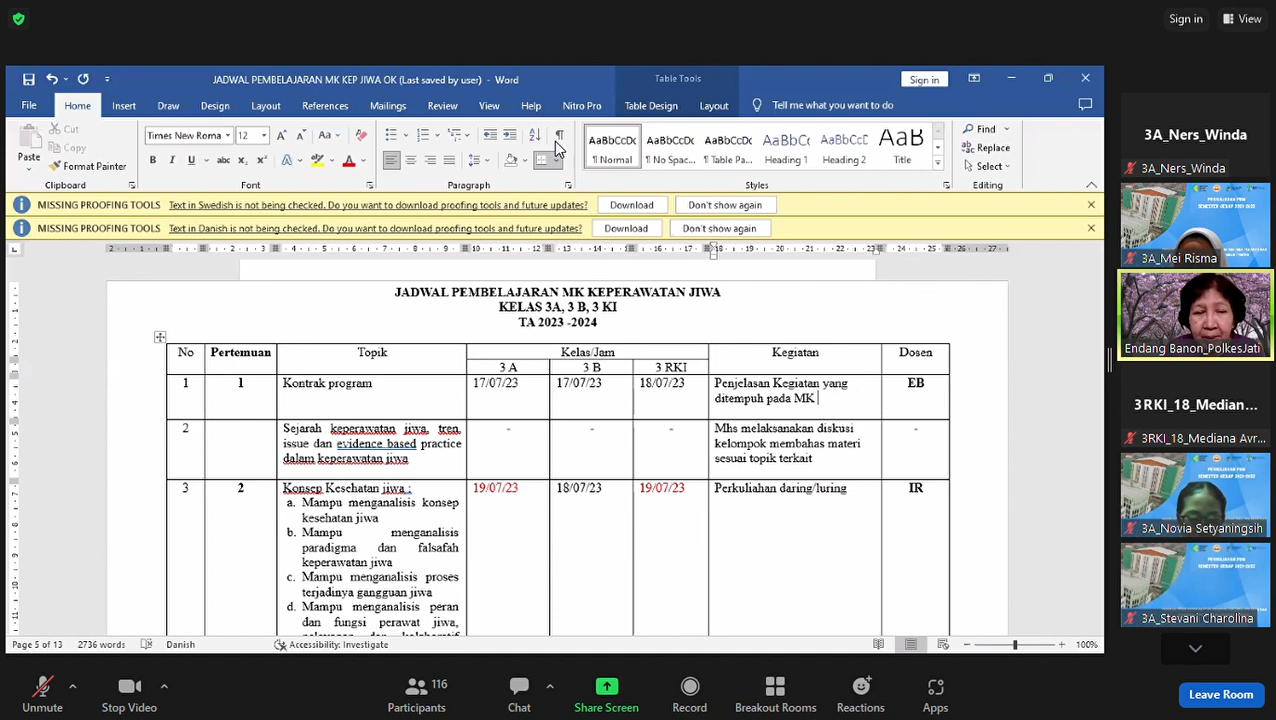 Sign in
View
JADWAL PEMBELAJARAN MK KEP JIWA OK (Last saved by user) - Word
Table Tools
Sign in
File
Home
Insert
Draw
Design
Layout
References
Mailings
Review
View
Help
Nitro Pro
Table Design
Layout
Tell me what you want to do
Paste
Cut
Copy
Format Painter
Clipboard
Times New Roma
12
Font
Paragraph
AaBbCcDc
¶ Normal
AaBbCcDc
¶ No Spac...
AaBbCcDc
¶ Table Pa...
AaBbCc
Heading 1
AaBbCcC
Heading 2
AaB
Title
Styles
Find
Replace
Select
Editing
MISSING PROOFING TOOLS Text in Swedish is not being checked. Do you want to download proofing tools and future updates? Download Don't show again
MISSING PROOFING TOOLS Text in Danish is not being checked. Do you want to download proofing tools and future updates? Download Don't show again
JADWAL PEMBELAJARAN MK KEPERAWATAN JIWA
KELAS 3A, 3 B, 3 KI
TA 2023 -2024
No
Pertemuan
Topik
Kelas/Jam
3 A
3 B
3 RKI
Kegiatan
Dosen
1
1
Kontrak program
17/07/23
17/07/23
18/07/23
Penjelasan Kegiatan yang
ditempuh pada MK
EB
2
Sejarah keperawatan jiwa, tren
issue dan evidence based practice
dalam keperawatan jiwa
-
-
-
Mhs melaksanakan diskusi
kelompok membahas materi
sesuai topik terkait
-
3
2
Konsep Kesehatan jiwa :
a. Mampu menganalisis konsep
kesehatan jiwa
b. Mampu menganalisis
paradigma dan falsafah
keperawatan jiwa
c. Mampu menganalisis proses
terjadinya gangguan jiwa
d. Mampu menganalisis peran
dan fungsi perawat jiwa,
19/07/23
18/07/23
19/07/23
Perkuliahan daring/luring
IR
Page 5 of 13
2736 words
Danish
Accessibility: Investigate
100%
3A_Ners_Winda
3A_Ners_Winda
3A_Mei Risma
Endang Banon_PolkesJati
3RKI_18_Median...
3RKI_18_Mediana Avr...
3A_Novia Setyaningsih
3A_Stevani Charolina
Unmute
Stop Video
116
Participants
Chat
Share Screen
Record
Breakout Rooms
Reactions
Apps
Leave Room